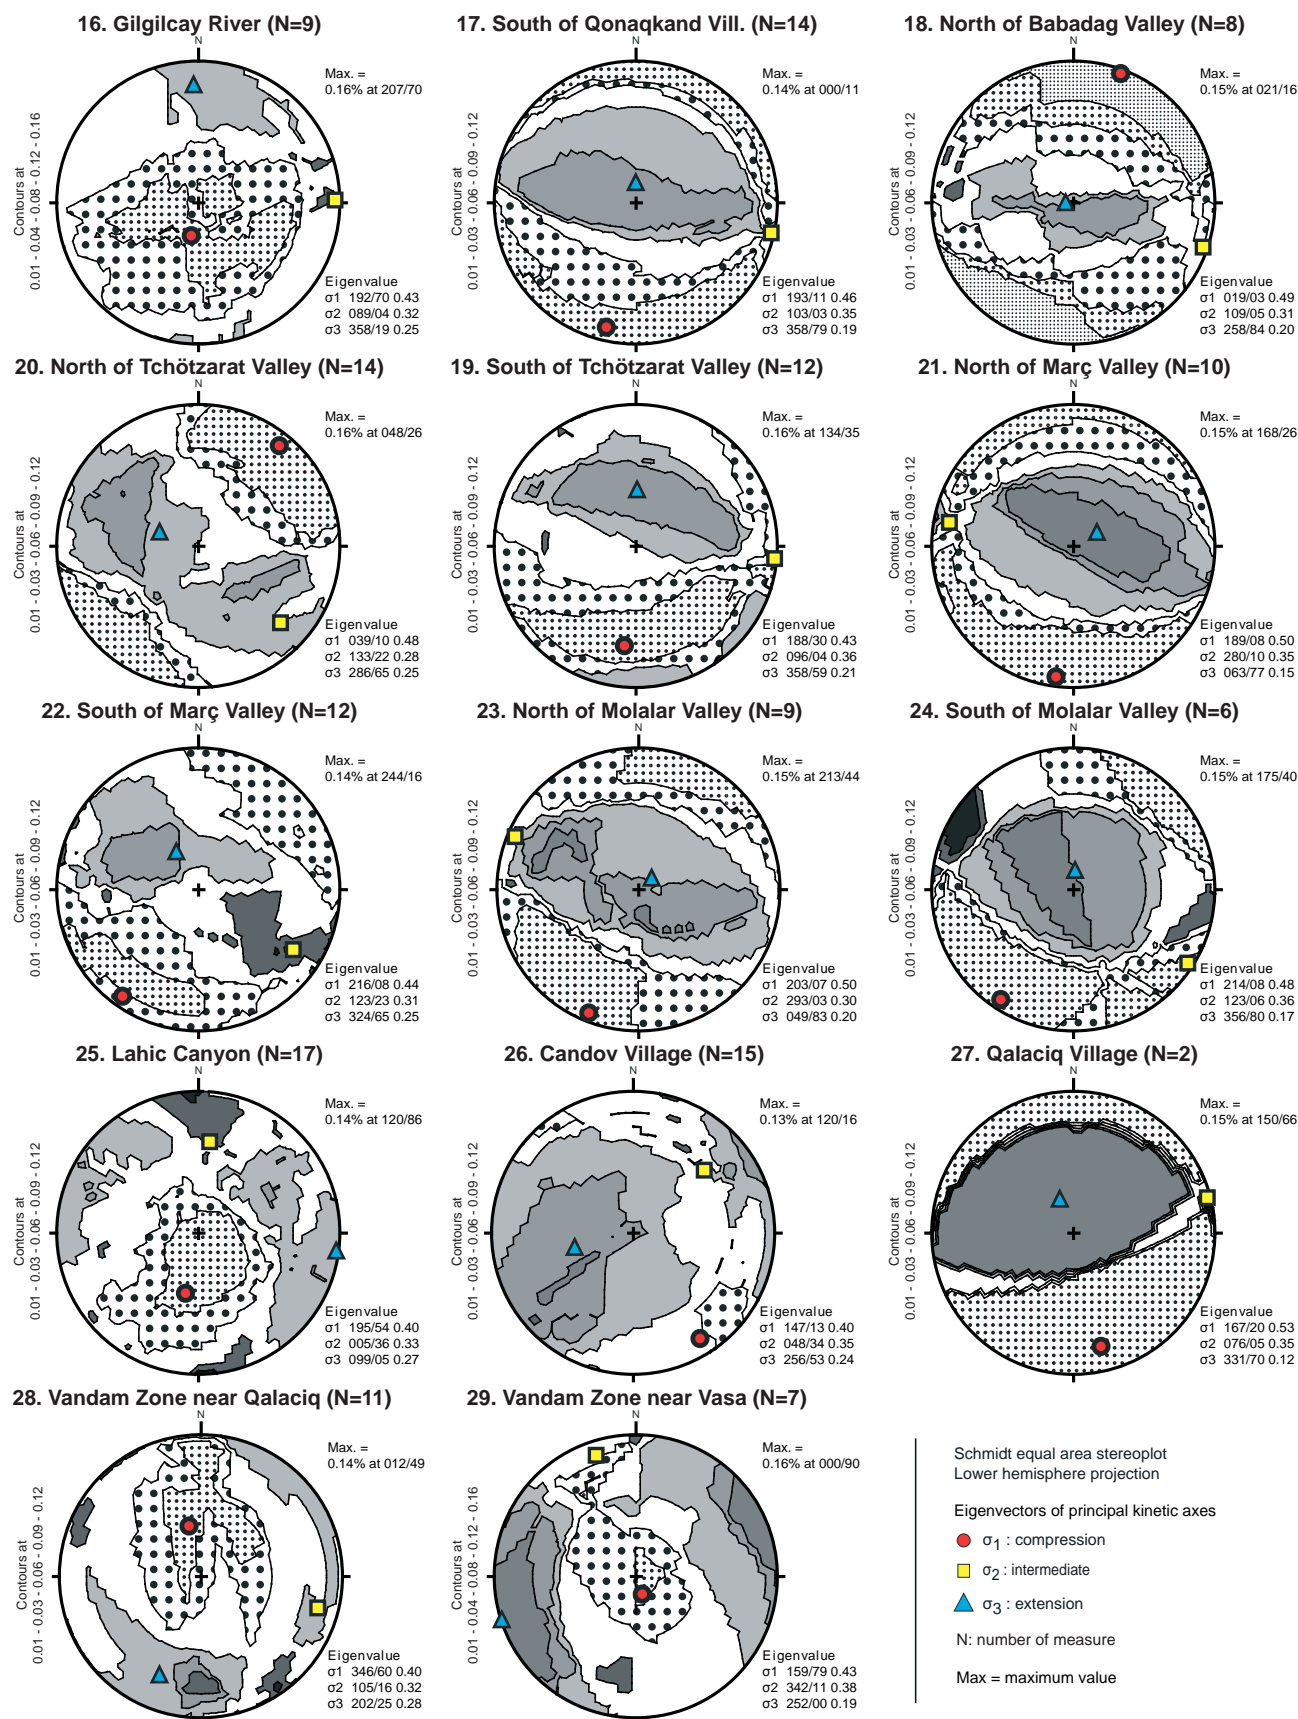 16. Gilgilcay River (N=9)
N
Max. =
0.16% at 207/70
Contours at
0.01 - 0.04 - 0.08 - 0.12 - 0.16
Eigenvalue
σ1 192/70 0.43
σ2 089/04 0.32
σ3 358/19 0.25
17. South of Qonaqkand Vill. (N=14)
N
Max. =
0.14% at 000/11
Contours at
0.01 - 0.03 - 0.06 - 0.09 - 0.12
Eigenvalue
σ1 193/11 0.46
σ2 103/03 0.35
σ3 358/79 0.19
18. North of Babadag Valley (N=8)
N
Max. =
0.15% at 021/16
Contours at
0.01 - 0.03 - 0.06 - 0.09 - 0.12
Eigenvalue
σ1 019/03 0.49
σ2 109/05 0.31
σ3 258/84 0.20
20. North of Tchötzarat Valley (N=14)
N
Max. =
0.16% at 048/26
Contours at
0.01 - 0.03 - 0.06 - 0.09 - 0.12
Eigenvalue
σ1 039/10 0.48
σ2 133/22 0.28
σ3 286/65 0.25
19. South of Tchötzarat Valley (N=12)
N
Max. =
0.16% at 134/35
Contours at
0.01 - 0.03 - 0.06 - 0.09 - 0.12
Eigenvalue
σ1 188/30 0.43
σ2 096/04 0.36
σ3 358/59 0.21
21. North of Març Valley (N=10)
N
Max. =
0.15% at 168/26
Contours at
0.01 - 0.03 - 0.06 - 0.09 - 0.12
Eigenvalue
σ1 189/08 0.50
σ2 280/10 0.35
σ3 063/77 0.15
22. South of Març Valley (N=12)
N
Max. =
0.14% at 244/16
Contours at
0.01 - 0.03 - 0.06 - 0.09 - 0.12
Eigenvalue
σ1 216/08 0.44
σ2 123/23 0.31
σ3 324/65 0.25
23. North of Molalar Valley (N=9)
N
Max. =
0.15% at 213/44
Contours at
0.01 - 0.03 - 0.06 - 0.09 - 0.12
Eigenvalue
σ1 203/07 0.50
σ2 293/03 0.30
σ3 049/83 0.20
24. South of Molalar Valley (N=6)
N
Max. =
0.15% at 175/40
Contours at
0.01 - 0.03 - 0.06 - 0.09 - 0.12
Eigenvalue
σ1 214/08 0.48
σ2 123/06 0.36
σ3 356/80 0.17
25. Lahic Canyon (N=17)
N
Max. =
0.14% at 120/86
Contours at
0.01 - 0.03 - 0.06 - 0.09 - 0.12
Eigenvalue
σ1 195/54 0.40
σ2 005/36 0.33
σ3 099/05 0.27
26. Candov Village (N=15)
N
Max. =
0.13% at 120/16
Contours at
0.01 - 0.03 - 0.06 - 0.09 - 0.12
Eigenvalue
σ1 147/13 0.40
σ2 048/34 0.35
σ3 256/53 0.24
27. Qalaciq Village (N=2)
N
Max. =
0.15% at 150/66
Contours at
0.01 - 0.03 - 0.06 - 0.09 - 0.12
Eigenvalue
σ1 167/20 0.53
σ2 076/05 0.35
σ3 331/70 0.12
28. Vandam Zone near Qalaciq (N=11)
N
Max. =
0.14% at 012/49
Contours at
0.01 - 0.03 - 0.06 - 0.09 - 0.12
Eigenvalue
σ1 346/60 0.40
σ2 105/16 0.32
σ3 202/25 0.28
29. Vandam Zone near Vasa (N=7)
N
Max. =
0.16% at 000/90
Contours at
0.01 - 0.04 - 0.08 - 0.12 - 0.16
Eigenvalue
σ1 159/79 0.43
σ2 342/11 0.38
σ3 252/00 0.19
Schmidt equal area stereoplot
Lower hemisphere projection
Eigenvectors of principal kinetic axes
σ1 : compression
σ2 : intermediate
σ3 : extension
N: number of measure
Max = maximum value